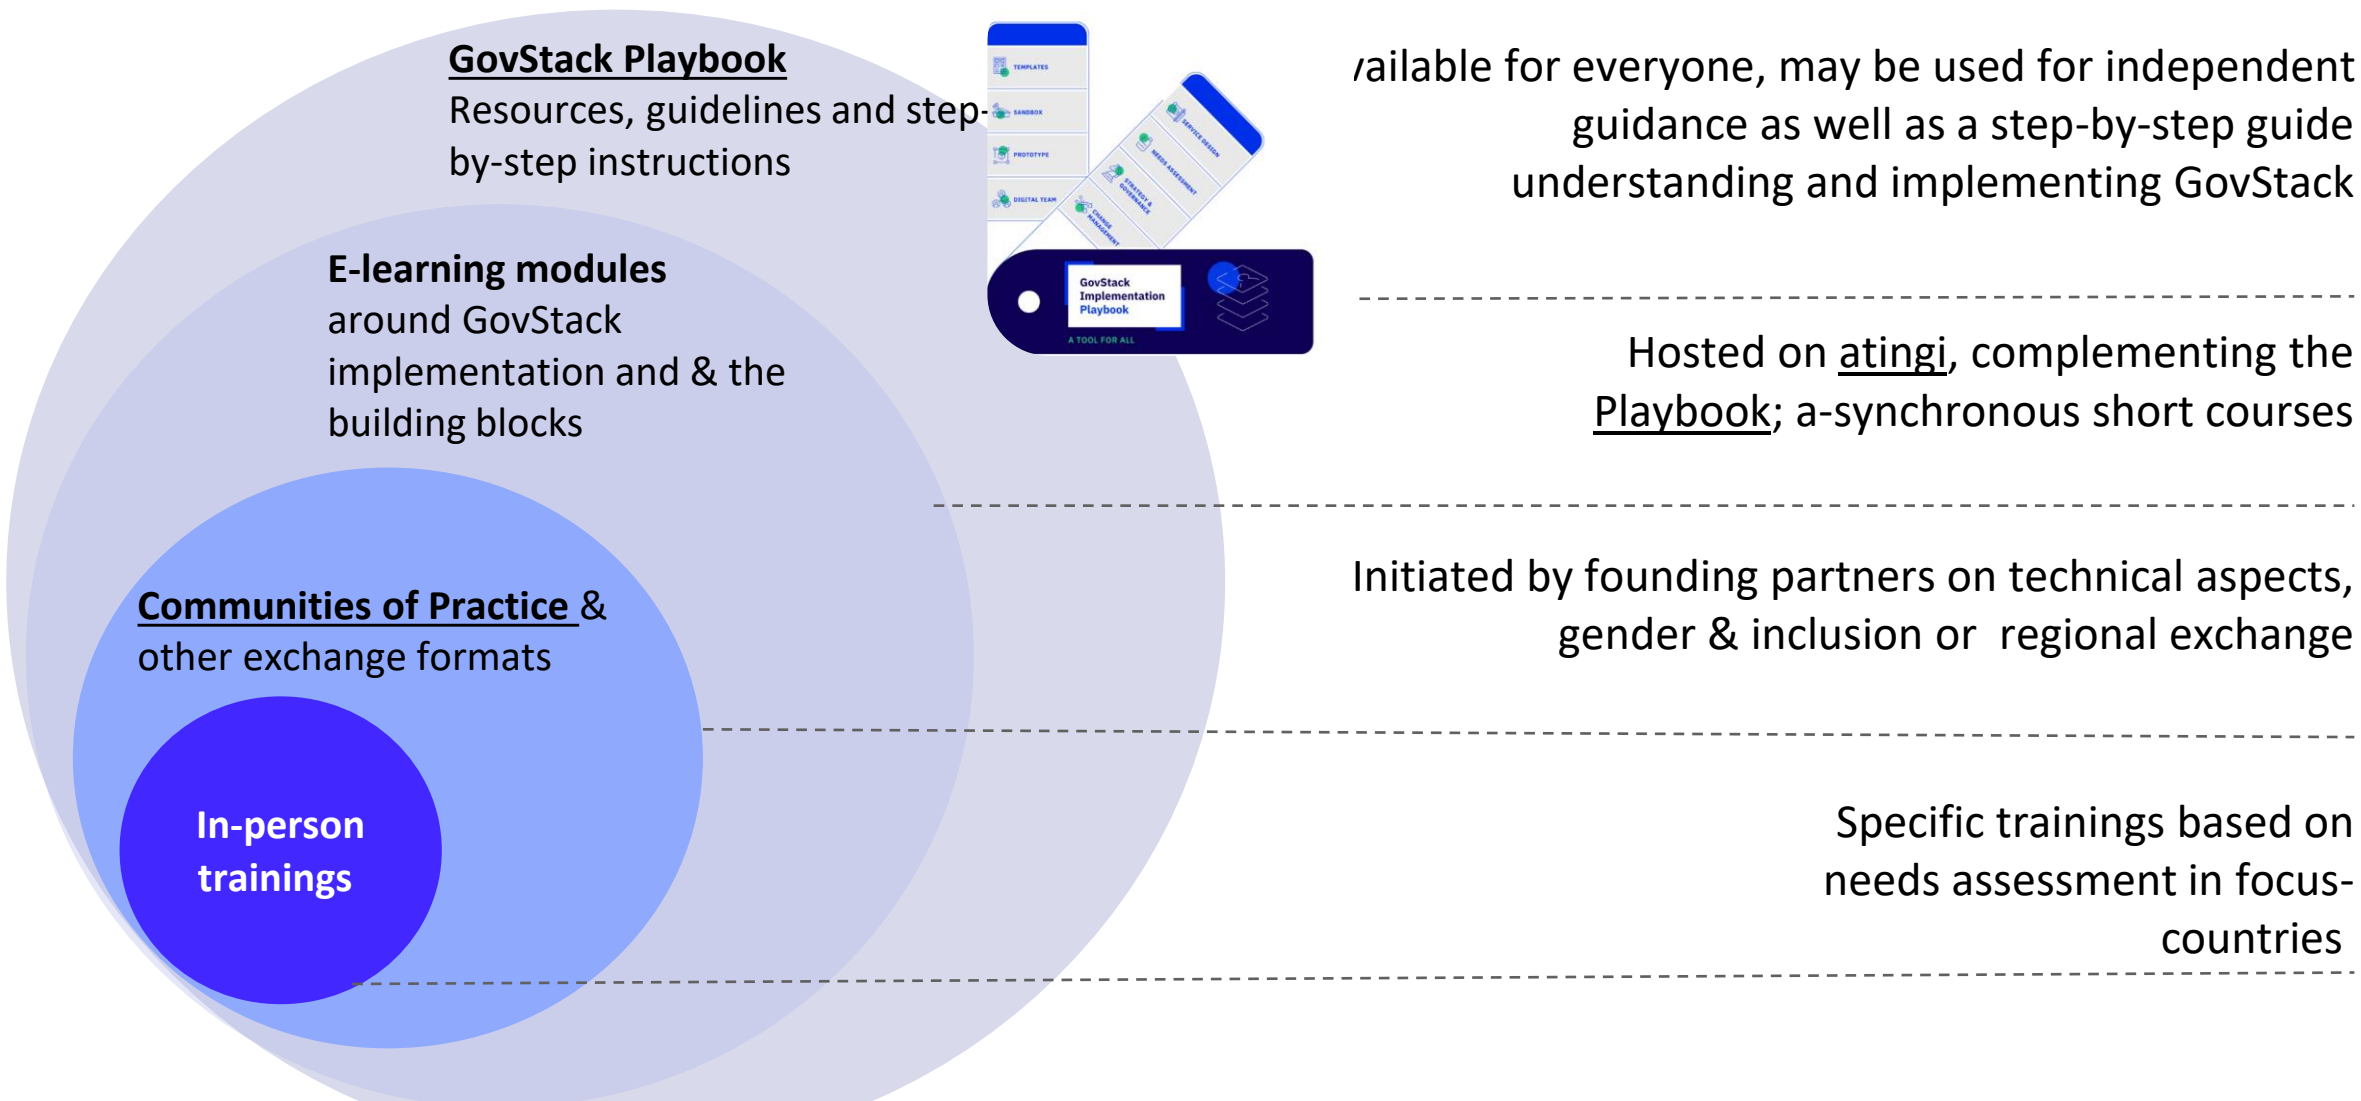 GovStack Playbook
Resources, guidelines and step-
by-step instructions
TEMPLATES
SANDBOX
PROTOTYPE
DIGITAL TEAM
SERVICE DESIGN
NEEDS ASSESSMENT
STRATEGY &
GOVERNANCE
CHANGE
MANAGEMENT
GovStack
Implementation
Playbook
A TOOL FOR ALL
vailable for everyone, may be used for independent
guidance as well as a step-by-step guide
understanding and implementing GovStack
E-learning modules
around GovStack
implementation and & the
building blocks
Hosted on atingi, complementing the
Playbook; a-synchronous short courses
Communities of Practice &
other exchange formats
Initiated by founding partners on technical aspects,
gender & inclusion or  regional exchange
In-person
trainings
Specific trainings based on
needs assessment in focus-
countries